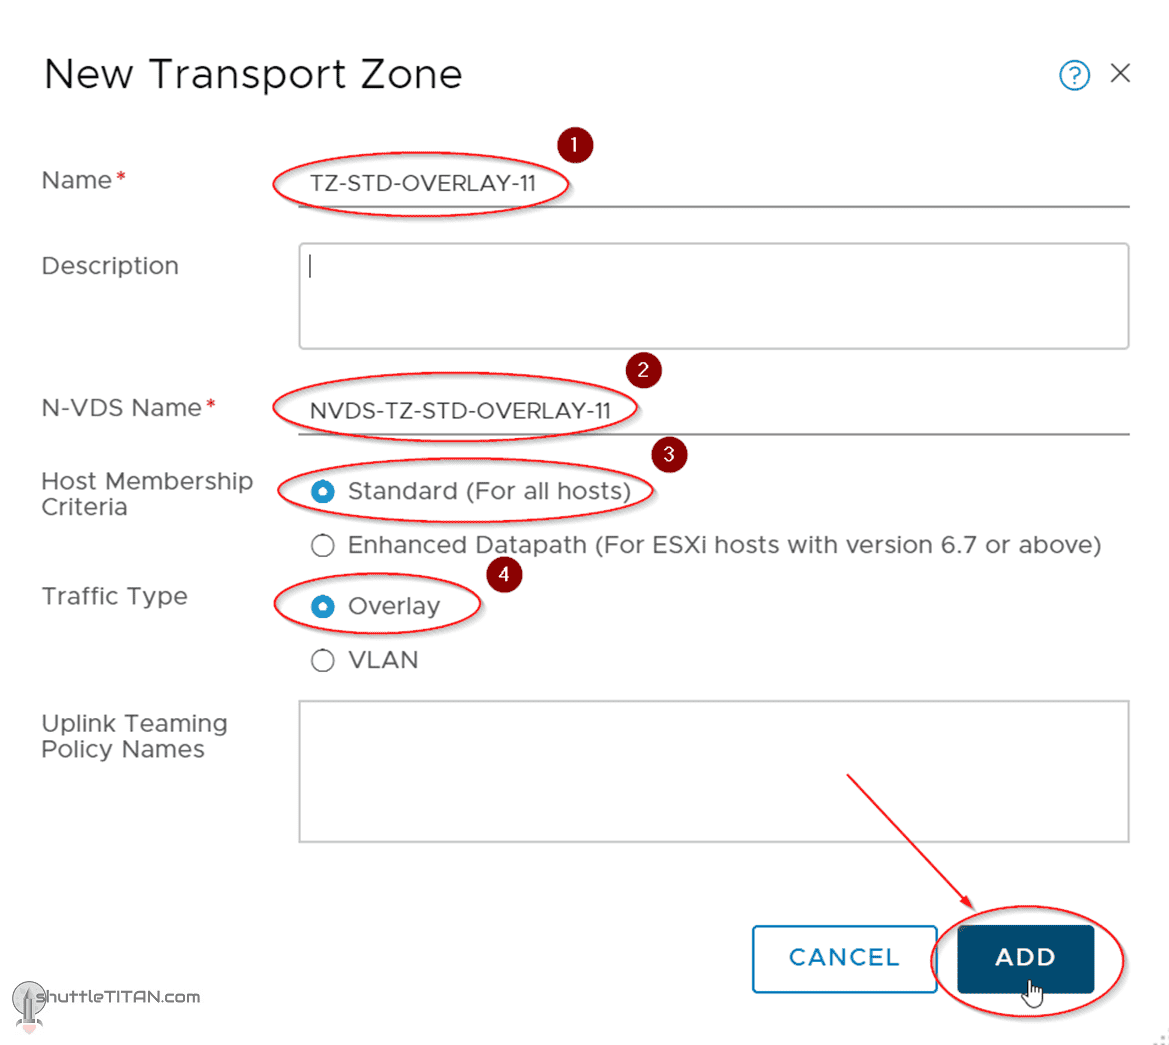 New Transport Zone
?
1
Name*
TZ-STD-OVERLAY-11
Description
2
N-VDS Name*
NVDS-TZ-STD-OVERLAY-11
3
Host Membership
Criteria
Standard (For all hosts)
Enhanced Datapath (For ESXi hosts with version 6.7 or above)
4
Traffic Type
Overlay
VLAN
Uplink Teaming
Policy Names
CANCEL
ADD
shuttleTITAN.com